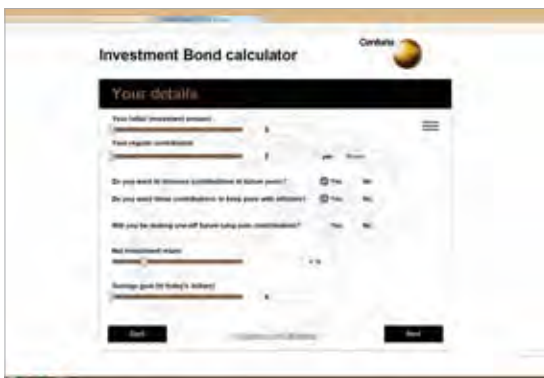 Centuria
Investment Bond calculator
Your details
Your initial investment amount
Your regular contribution
per
Do you want to increase contributions in future years? Yes No
Do you want these contributions to keep pace with inflation? Yes No
Will you be making one-off future lump sum contributions? Yes No
Net investment return
Savings goal (in today's dollars)
Back
Next